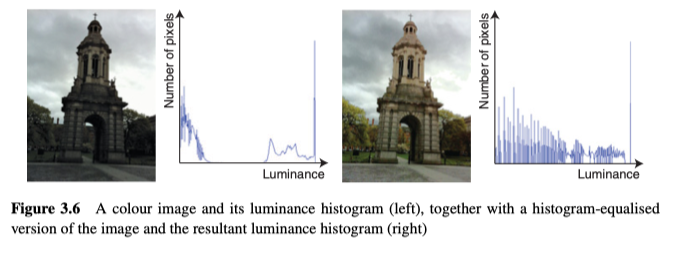 Number of pixels
Luminance
Number of pixels
Luminance
Figure 3.6 A colour image and its luminance histogram (left), together with a histogram-equalised
version of the image and the resultant luminance histogram (right)